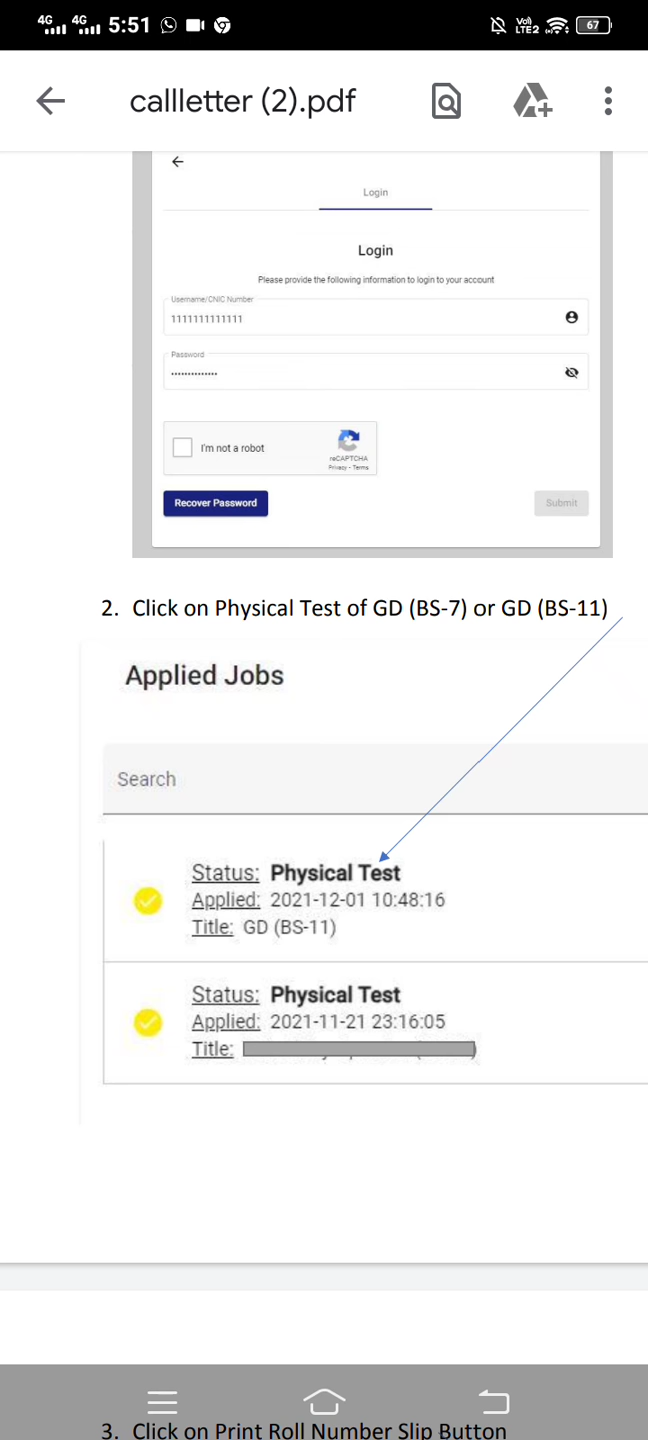 4G 4G 5:51 Vo) LTE2 67
callletter (2).pdf
Login
Login
Please provide the following information to login to your account
Username/CNIC Number
1111111111111
Password
I'm not a robot
reCAPTCHA
Privacy - Terms
Recover Password
Submit
2. Click on Physical Test of GD (BS-7) or GD (BS-11)
Applied Jobs
Search
Status: Physical Test
Applied: 2021-12-01 10:48:16
Title: GD (BS-11)
Status: Physical Test
Applied: 2021-11-21 23:16:05
Title:
3. Click on Print Roll Number Slip Button